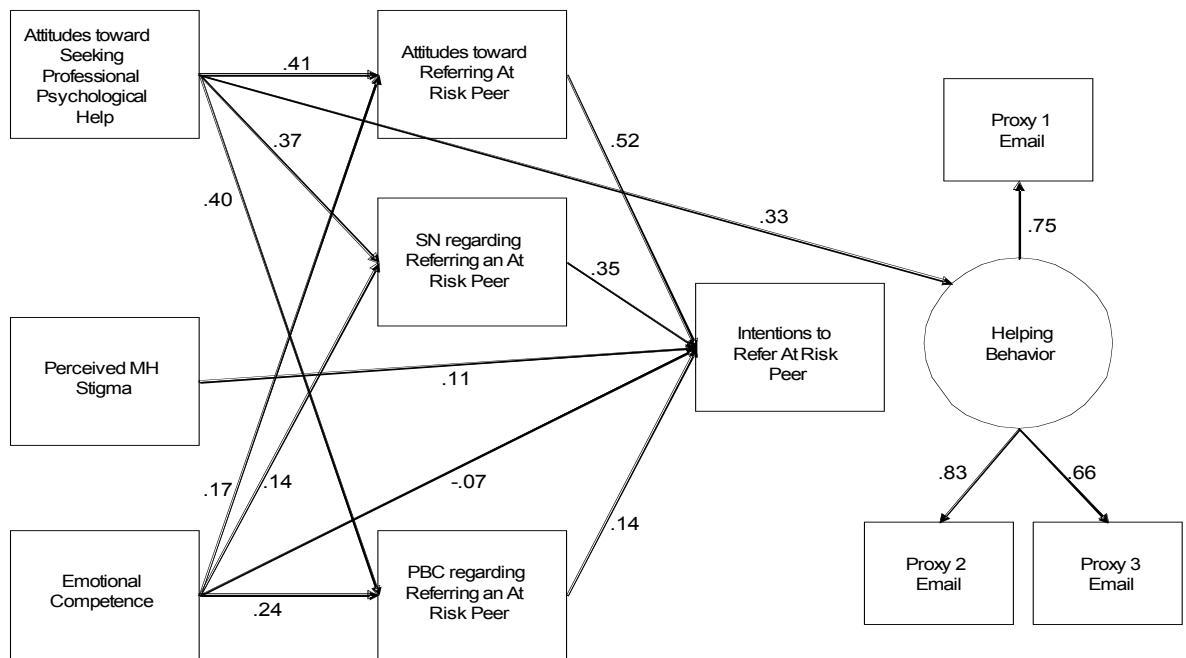 Attitudes toward
Seeking
Professional
Psychological
Help
.41
Attitudes toward
Referring At
Risk Peer
.37
.40
.52
SN regarding
Referring an At
Risk Peer
.35
.33
Proxy 1
Email
.75
Perceived MH
Stigma
.11
Intentions to
Refer At Risk
Peer
Helping
Behavior
.17
.14
-.07
.14
.83
.66
Emotional
Competence
.24
PBC regarding
Referring an At
Risk Peer
Proxy 2
Email
Proxy 3
Email